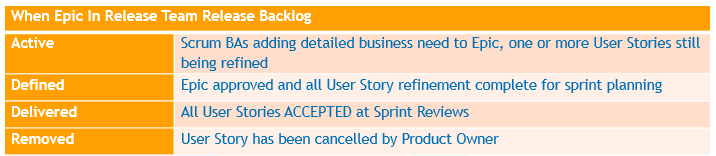 When Epic In Release Team Release Backlog
Active Scrum BAs adding detailed business need to Epic, one or more User Stories still
being refined
Defined Epic approved and all User Story refinement complete for sprint planning
Delivered All User Stories ACCEPTED at Sprint Reviews
Removed User Story has been cancelled by Product Owner